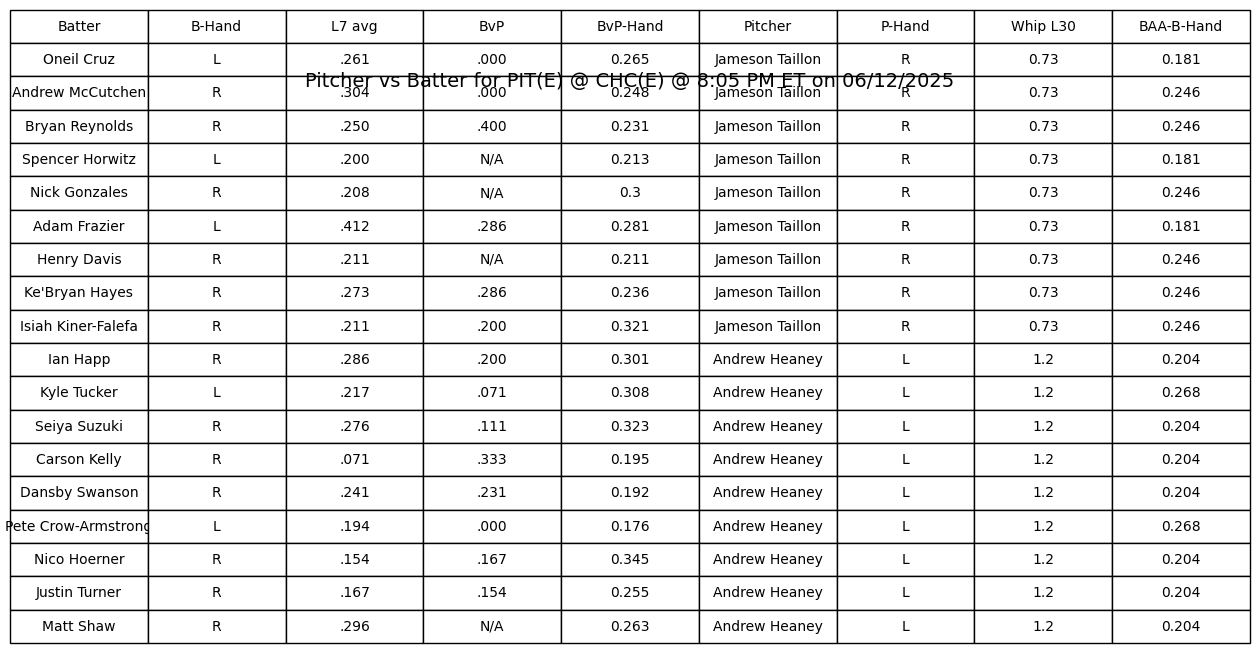 Batter B-Hand L7 avg BvP BvP-Hand Pitcher P-Hand Whip L30 BAA-B-Hand
Oneil Cruz L .261 .000 0.265 Jameson Taillon R 0.73 0.181
Pitcher vs Batter for PIT(E) @ CHC(E) @ 8:05 PM ET on 06/12/2025
Andrew McCutchen R .304 .000 0.248 Jameson Taillon R 0.73 0.246
Bryan Reynolds R .250 .400 0.231 Jameson Taillon R 0.73 0.246
Spencer Horwitz L .200 N/A 0.213 Jameson Taillon R 0.73 0.181
Nick Gonzales R .208 N/A 0.3 Jameson Taillon R 0.73 0.246
Adam Frazier L .412 .286 0.281 Jameson Taillon R 0.73 0.181
Henry Davis R .211 N/A 0.211 Jameson Taillon R 0.73 0.246
Ke'Bryan Hayes R .273 .286 0.236 Jameson Taillon R 0.73 0.246
Isiah Kiner-Falefa R .211 .200 0.321 Jameson Taillon R 0.73 0.246
Ian Happ R .286 .200 0.301 Andrew Heaney L 1.2 0.204
Kyle Tucker L .217 .071 0.308 Andrew Heaney L 1.2 0.268
Seiya Suzuki R .276 .111 0.323 Andrew Heaney L 1.2 0.204
Carson Kelly R .071 .333 0.195 Andrew Heaney L 1.2 0.204
Dansby Swanson R .241 .231 0.192 Andrew Heaney L 1.2 0.204
Pete Crow-Armstrong L .194 .000 0.176 Andrew Heaney L 1.2 0.268
Nico Hoerner R .154 .167 0.345 Andrew Heaney L 1.2 0.204
Justin Turner R .167 .154 0.255 Andrew Heaney L 1.2 0.204
Matt Shaw R .296 N/A 0.263 Andrew Heaney L 1.2 0.204